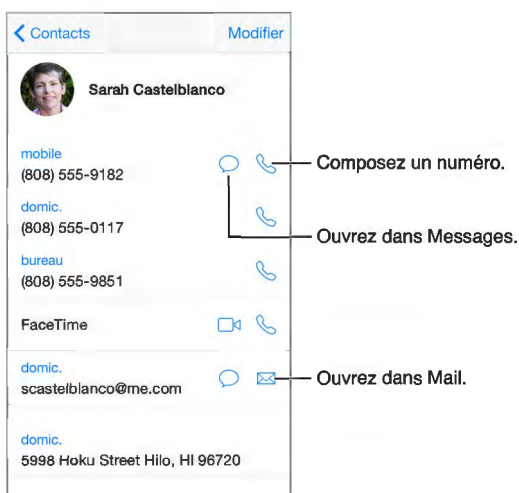 Contacts Modifier
Sarah Castelblanco
mobile
(808) 555-9182
Composez un numéro.
domic.
(808) 555-0117
Ouvrez dans Messages.
bureau
(808) 555-9851
FaceTime
domic.
scastelblanco@me.com
Ouvrez dans Mail.
domic.
5998 Hoku Street Hilo, HI 96720